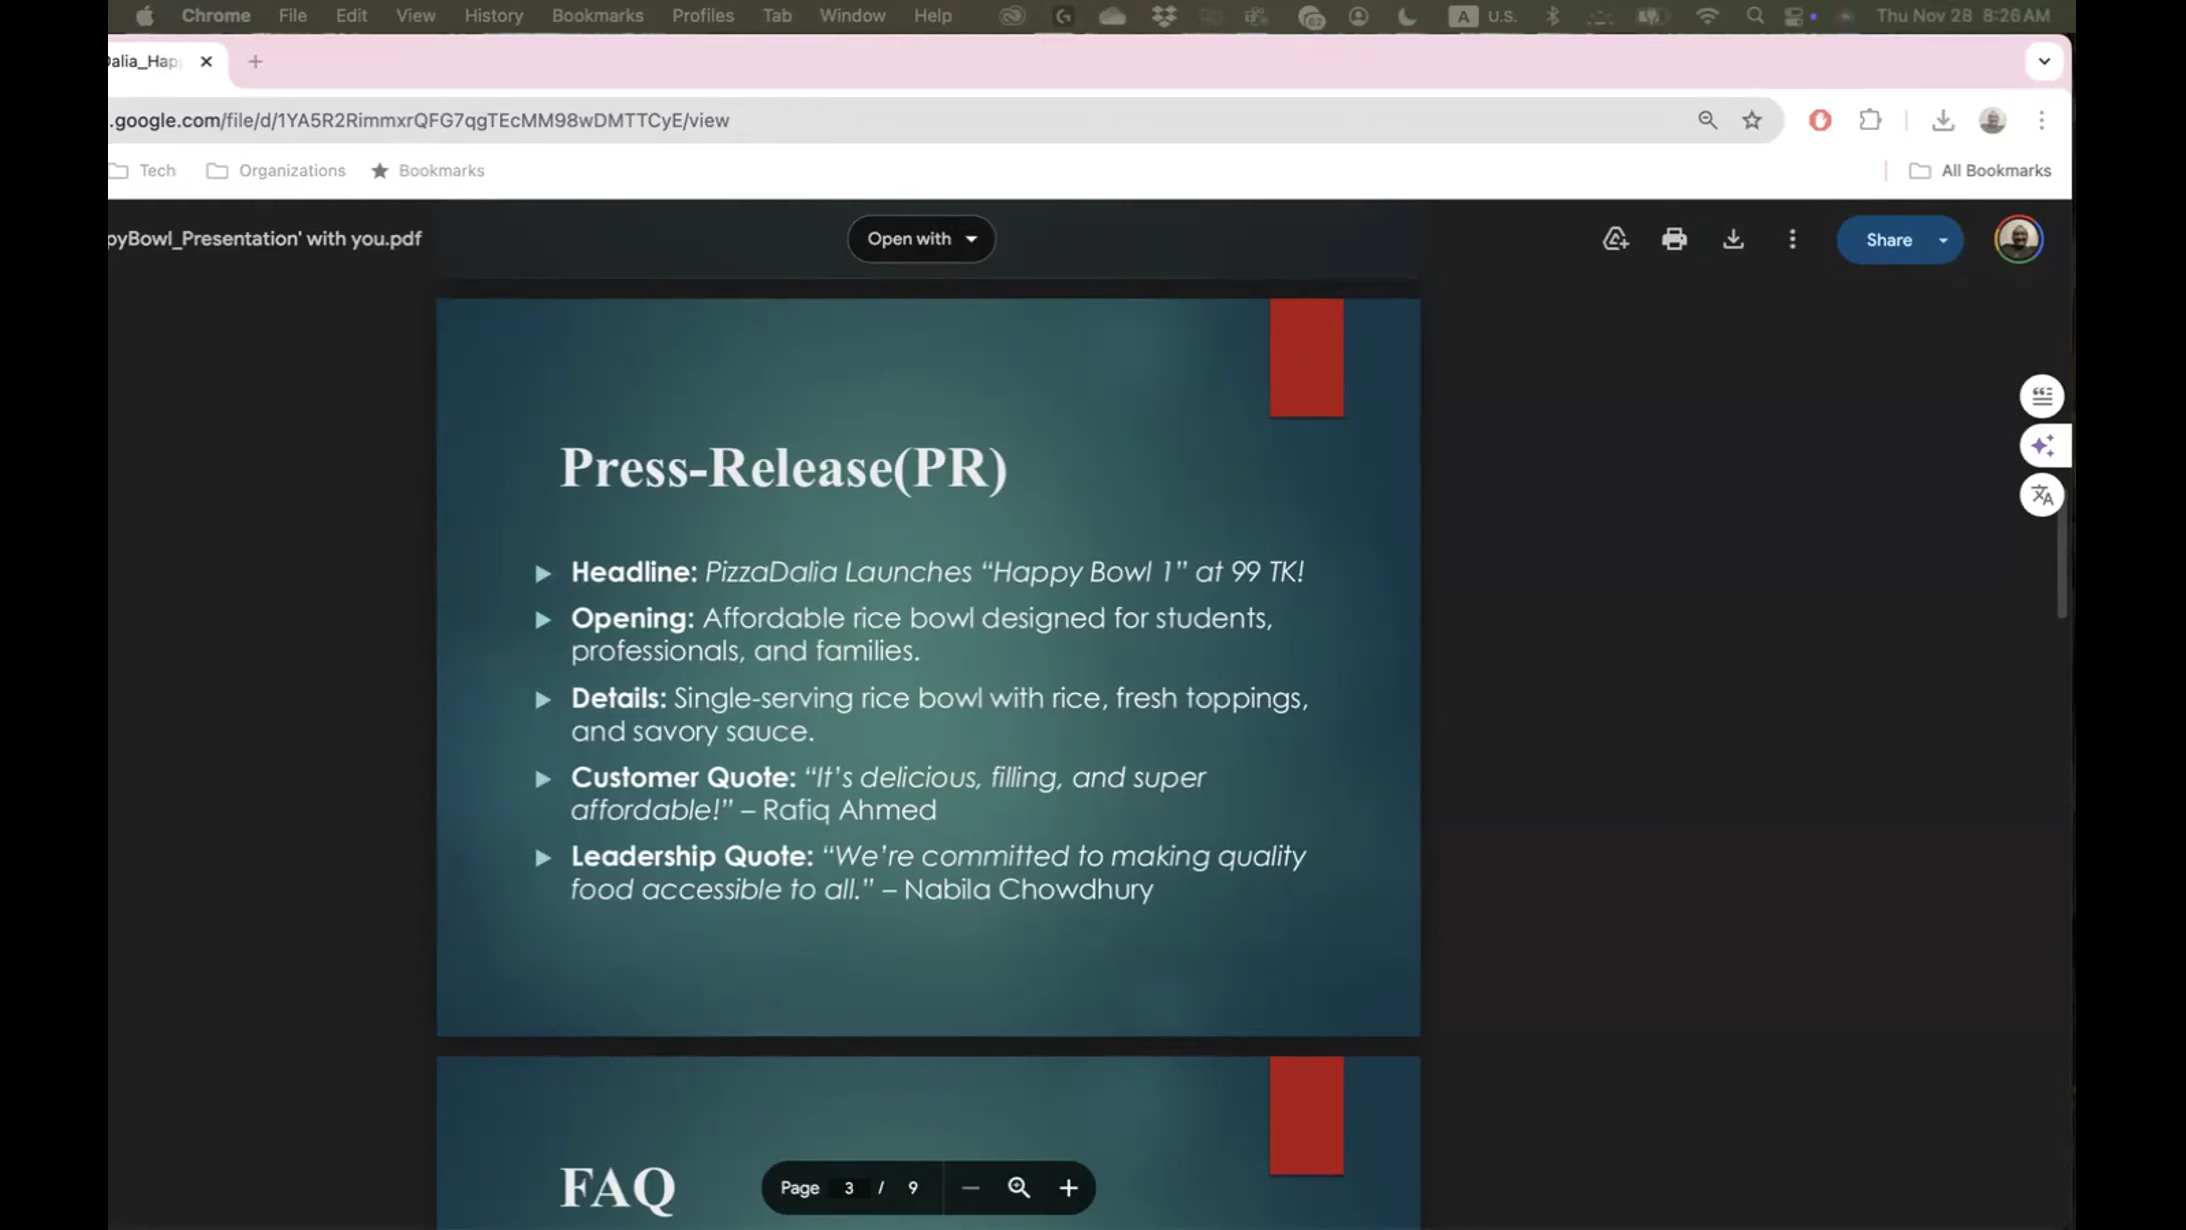 Chrome File Edit View History Bookmarks Profiles Tab Window Help A U.S. Thu Nov 28 8:26 AM
Dalia_Hap
.google.com/file/d/1YA5R2RimmxrQFG7qgTEcMM98wDMTTCyE/view
Tech Organizations Bookmarks All Bookmarks
pyBowl_Presentation' with you.pdf Open with Share
Press-Release(PR)
Headline: PizzaDalia Launches “Happy Bowl 1” at 99 TK!
Opening: Affordable rice bowl designed for students,
professionals, and families.
Details: Single-serving rice bowl with rice, fresh toppings,
and savory sauce.
Customer Quote: “It’s delicious, filling, and super
affordable!” – Rafiq Ahmed
Leadership Quote: “We’re committed to making quality
food accessible to all.” – Nabila Chowdhury
FAQ
Page 3 / 9